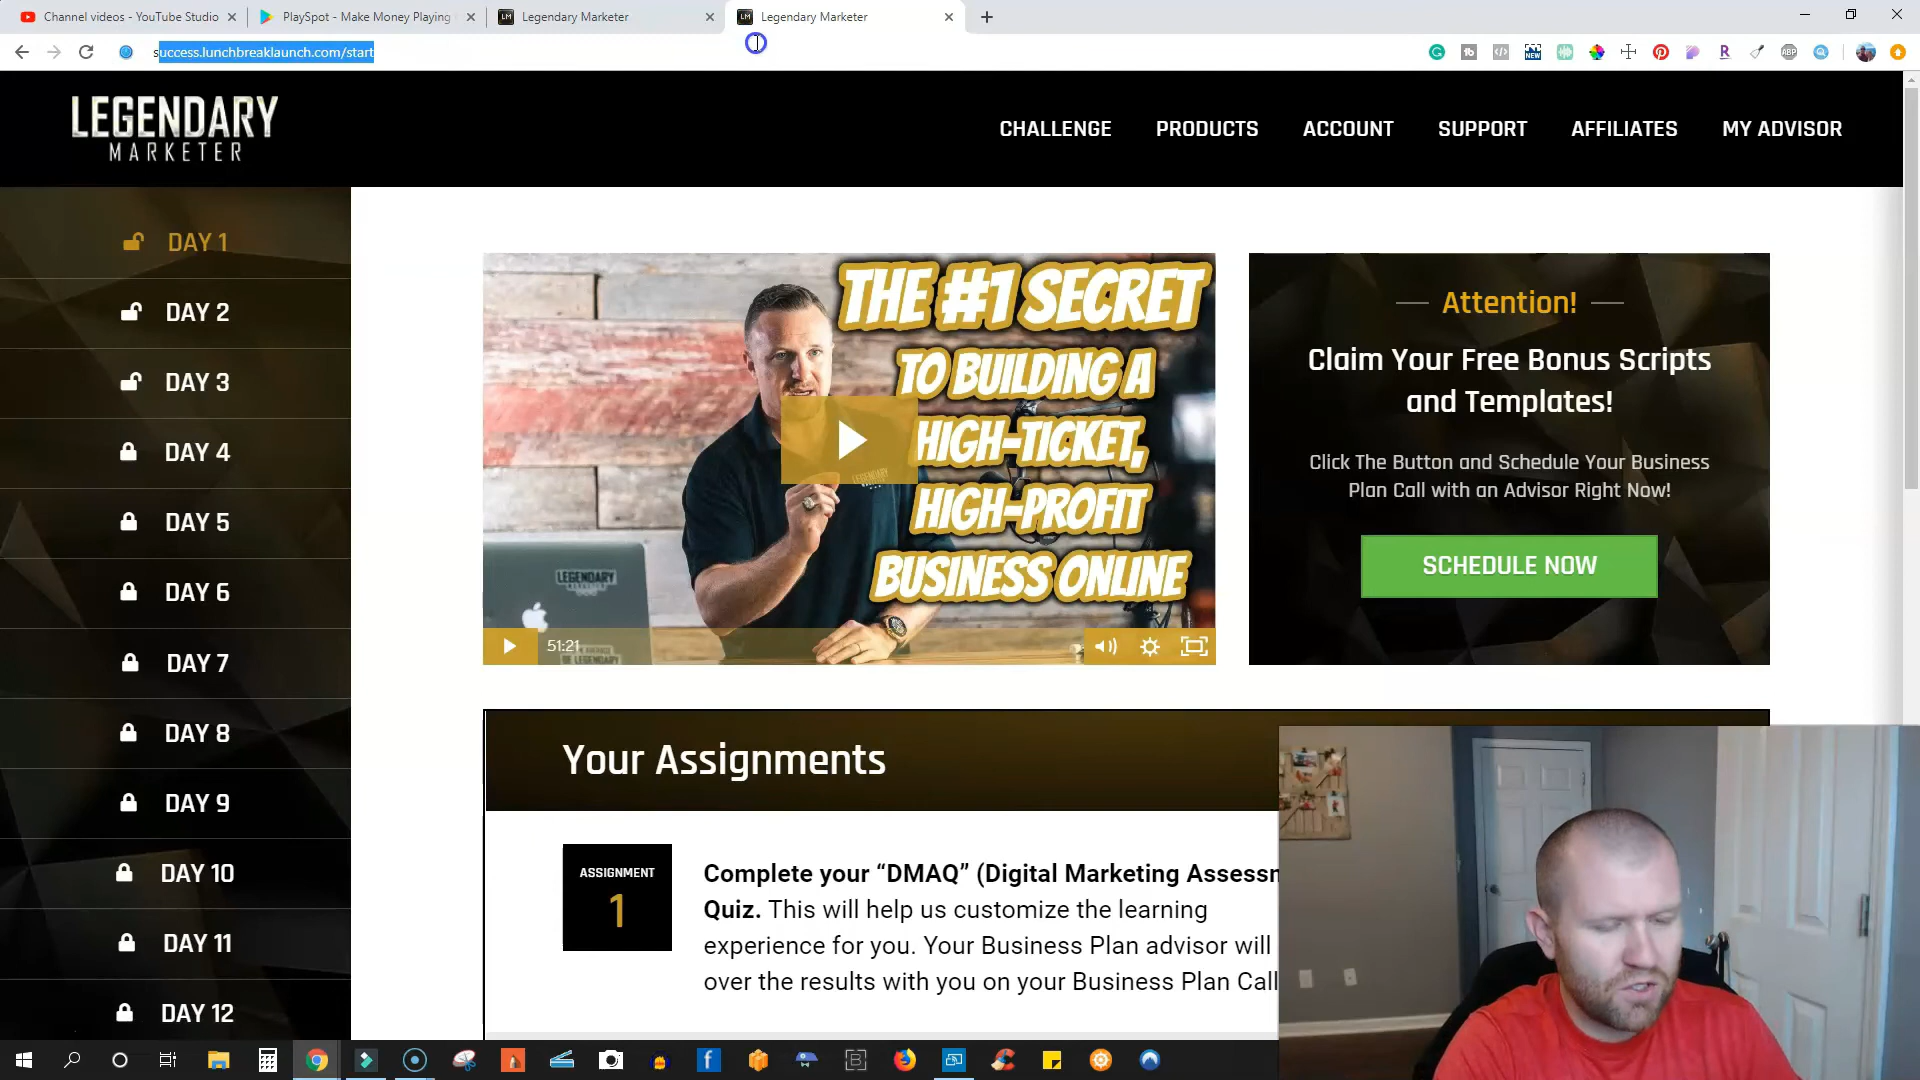 Channel videos - YouTube Studio
PlaySpot - Make Money Playing
Legendary Marketer
Legendary Marketer
success.lunchbreaklaunch.com/start
LEGENDARY
MARKETER
CHALLENGE
PRODUCTS
ACCOUNT
SUPPORT
AFFILIATES
MY ADVISOR
DAY 1
DAY 2
DAY 3
DAY 4
DAY 5
DAY 6
DAY 7
DAY 8
DAY 9
DAY 10
DAY 11
DAY 12
THE #1 SECRET
TO BUILDING A
HIGH-TICKET,
HIGH-PROFIT
BUSINESS ONLINE
LEGENDARY
51:21
Attention!
Claim Your Free Bonus Scripts
and Templates!
Click The Button and Schedule Your Business
Plan Call with an Advisor Right Now!
SCHEDULE NOW
Your Assignments
ASSIGNMENT
1
Complete your “DMAQ” (Digital Marketing Assessm
Quiz. This will help us customize the learning
experience for you. Your Business Plan advisor will
over the results with you on your Business Plan Call